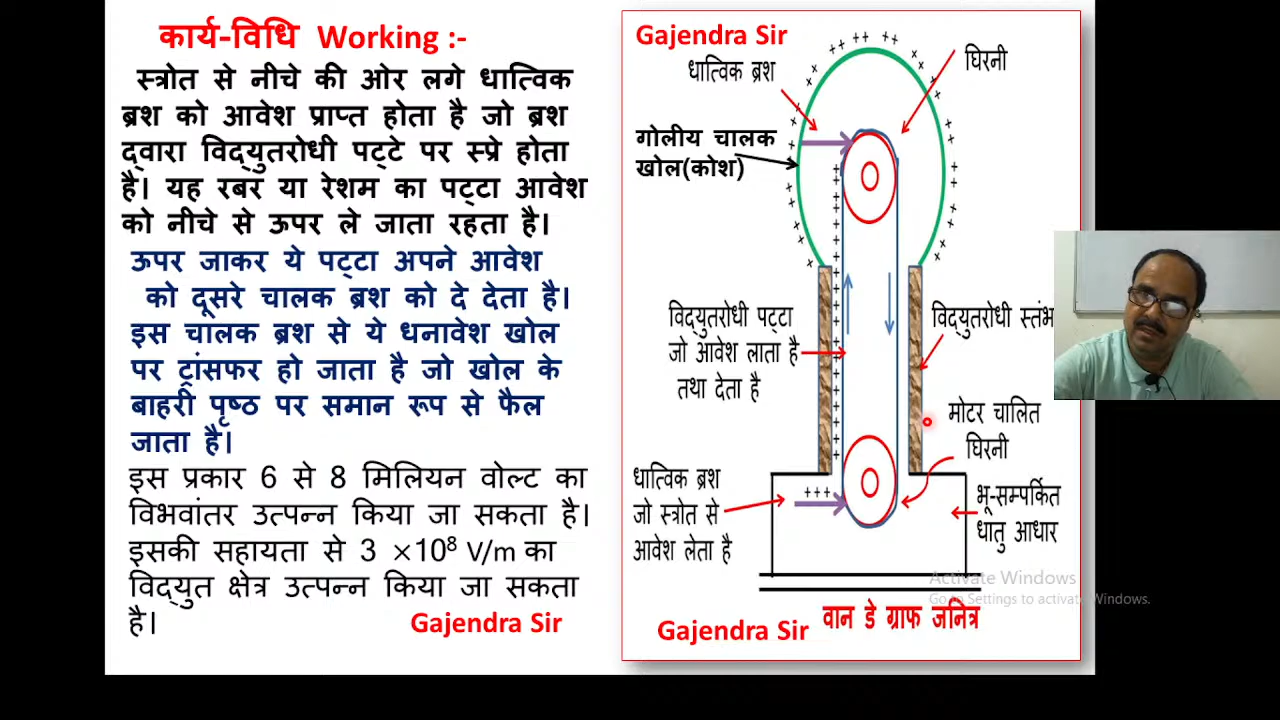 कार्य-विधि Working :-
स्त्रोत से नीचे की ओर लगे धात्विक
ब्रश को आवेश प्राप्त होता है जो ब्रश
द्वारा विद्युतरोधी पट्टे पर स्प्रे होता
है। यह रबर या रेशम का पट्टा आवेश
को नीचे से ऊपर ले जाता रहता है।
ऊपर जाकर ये पट्टा अपने आवेश
को दूसरे चालक ब्रश को दे देता है।
इस चालक ब्रश से ये धनावेश खोल
पर ट्रांसफर हो जाता है जो खोल के
बाहरी पृष्ठ पर समान रूप से फैल
जाता है।
इस प्रकार 6 से 8 मिलियन वोल्ट का
विभवांतर उत्पन्न किया जा सकता है।
इसकी सहायता से 3 ×10⁸ V/m का
विद्युत क्षेत्र उत्पन्न किया जा सकता
है।
Gajendra Sir
Gajendra Sir
धात्विक ब्रश
घिरनी
गोलीय चालक
खोल(कोश)
विद्युतरोधी पट्टा
जो आवेश लाता है
तथा देता है
विद्युतरोधी स्तंभ
मोटर चालित
घिरनी
धात्विक ब्रश
जो स्त्रोत से
आवेश लेता है
+++
भू-सम्पर्कित
धातु आधार
Activate Windows
Go to Settings to activate Windows.
वान डे ग्राफ जनित्र
Gajendra Sir